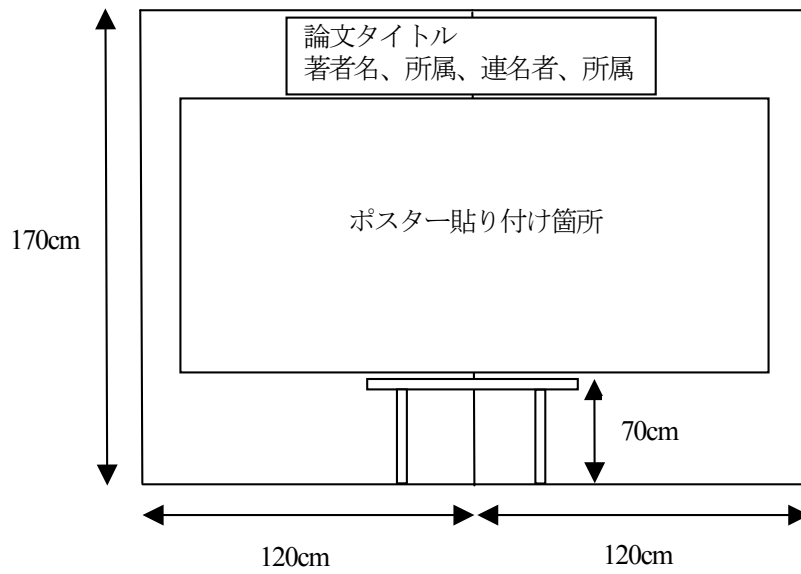 論文タイトル
著者名、所属、連名者、所属
ポスター貼り付け箇所
170cm
70cm
120cm
120cm